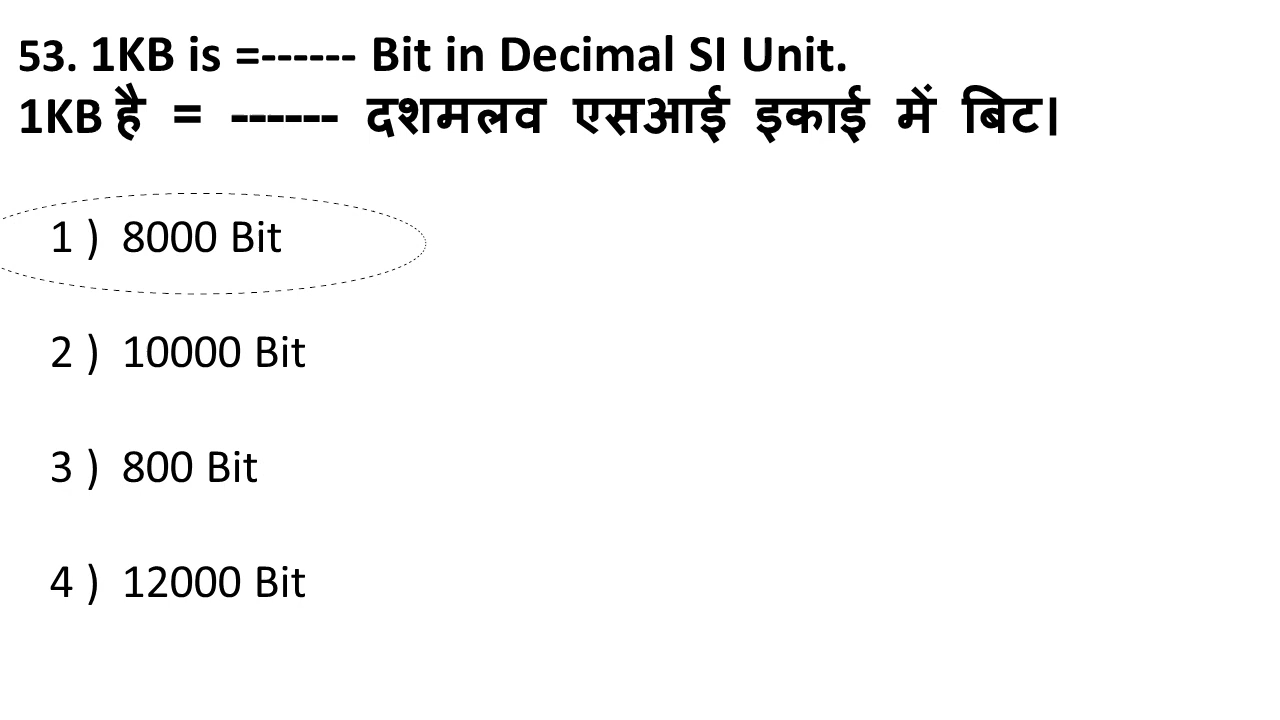 53. 1KB is =------ Bit in Decimal SI Unit.
1KB है = ------ दशमलव एसआई इकाई में बिट।
1 ) 8000 Bit
2 ) 10000 Bit
3 ) 800 Bit
4 ) 12000 Bit